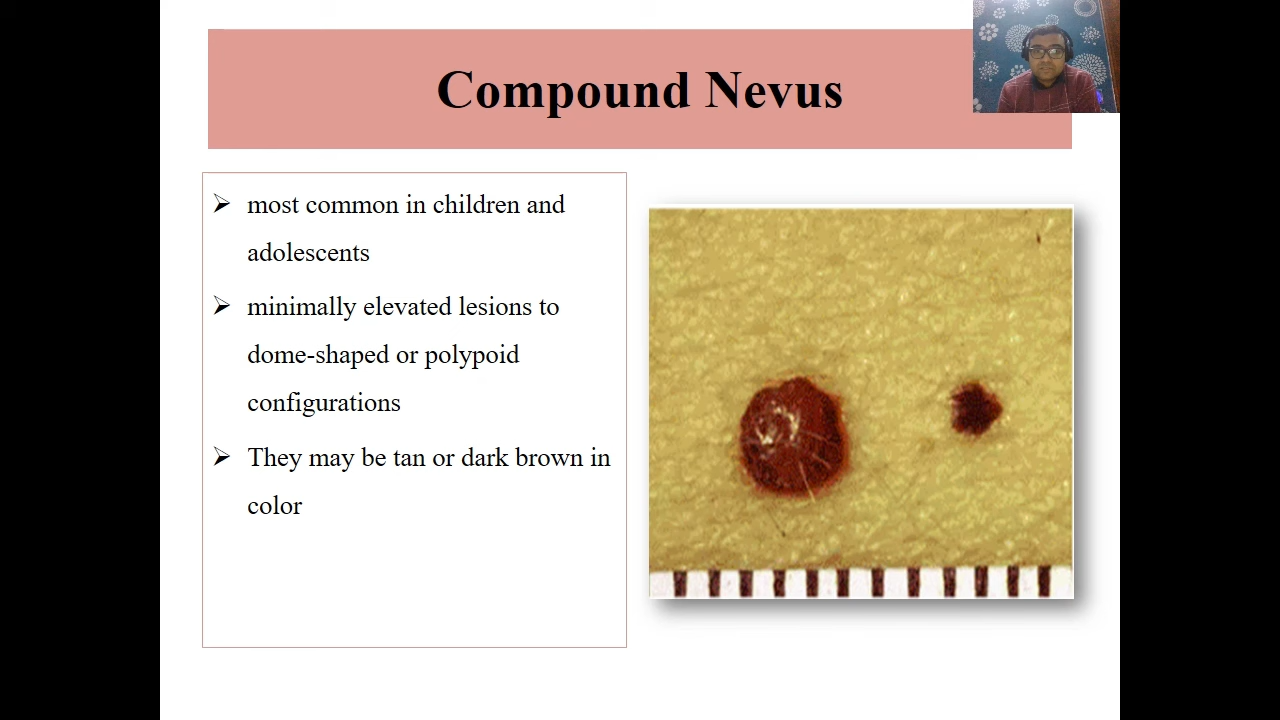 Compound Nevus
➢ most common in children and
adolescents
➢ minimally elevated lesions to
dome-shaped or polypoid
configurations
➢ They may be tan or dark brown in
color